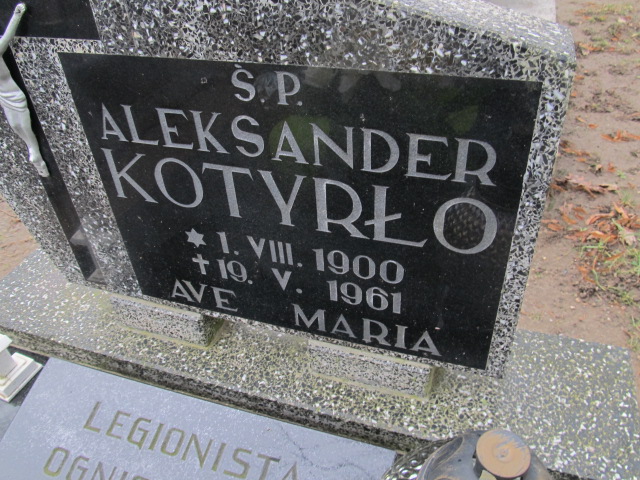 Ś.P.
ALEKSANDER
KOTYRŁO
* 1. VIII. 1900
✝ 19. V. 1961
AVE MARIA
LEGIONISTA